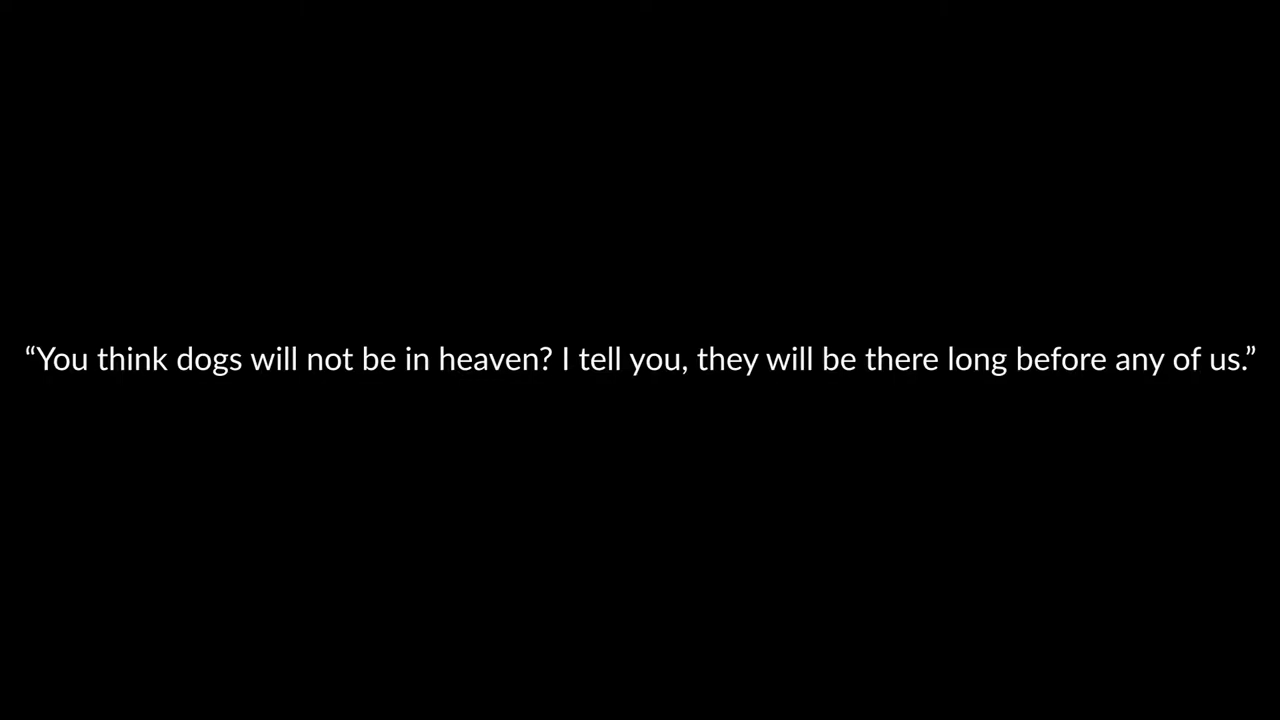 “You think dogs will not be in heaven? I tell you, they will be there long before any of us.”